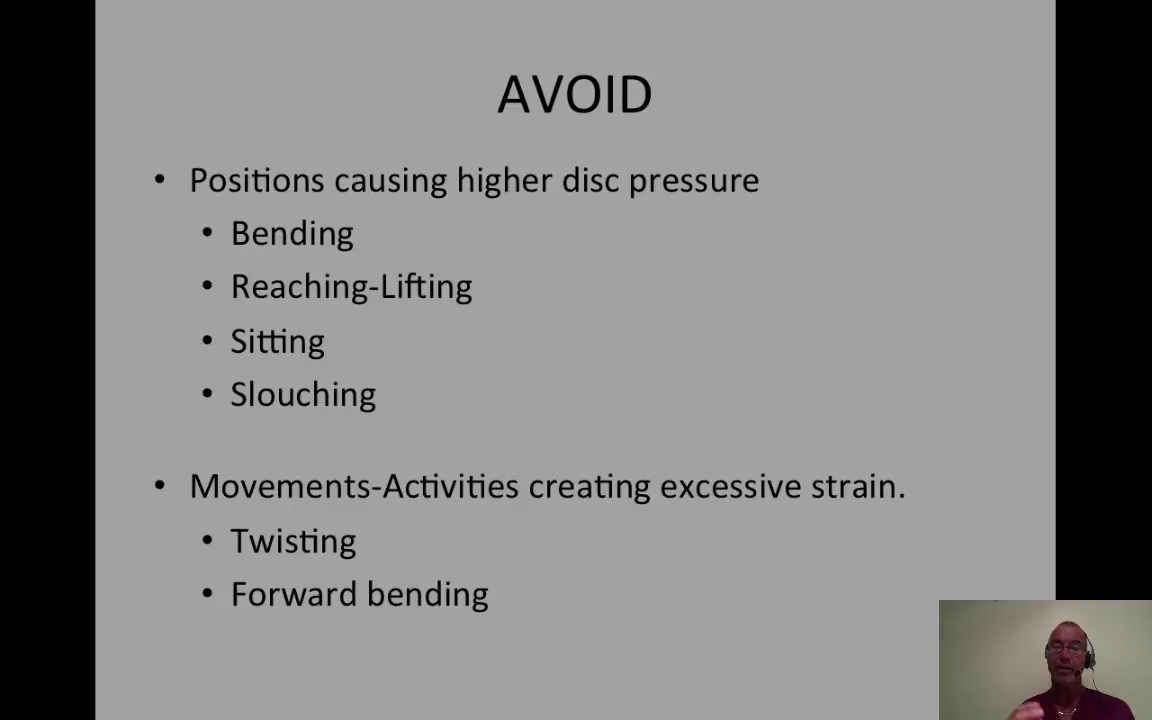 AVOID
• Positions causing higher disc pressure
• Bending
• Reaching-Lifting
• Sitting
• Slouching
• Movements-Activities creating excessive strain.
• Twisting
• Forward bending